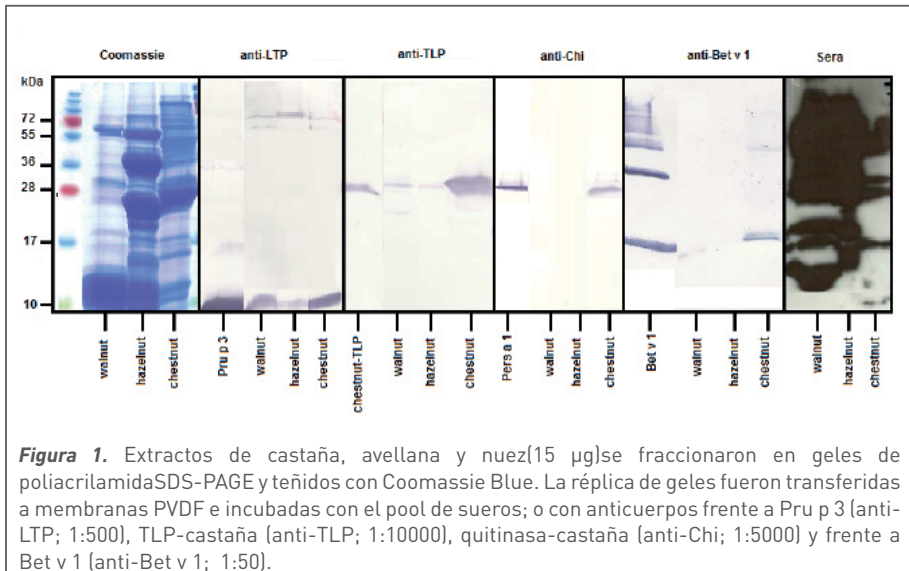 Coomassie anti-LTP anti-TLP anti-Chi anti-Bet v 1 Sera
kDa
72
55
36
28
17
10
walnut
hazelnut
chestnut
Pru p 3
walnut
hazelnut
chestnut
chestnut-TLP
walnut
hazelnut
chestnut
Pers a 1
walnut
hazelnut
chestnut
Bet v 1
walnut
hazelnut
chestnut
walnut
hazelnut
chestnut
Figura 1. Extractos de castaña, avellana y nuez(15 µg)se fraccionaron en geles de
poliacrilamidaSDS-PAGE y teñidos con Coomassie Blue. La réplica de geles fueron transferidas
a membranas PVDF e incubadas con el pool de sueros; o con anticuerpos frente a Pru p 3 (anti-
LTP; 1:500), TLP-castaña (anti-TLP; 1:10000), quitinasa-castaña (anti-Chi; 1:5000) y frente a
Bet v 1 (anti-Bet v 1; 1:50).